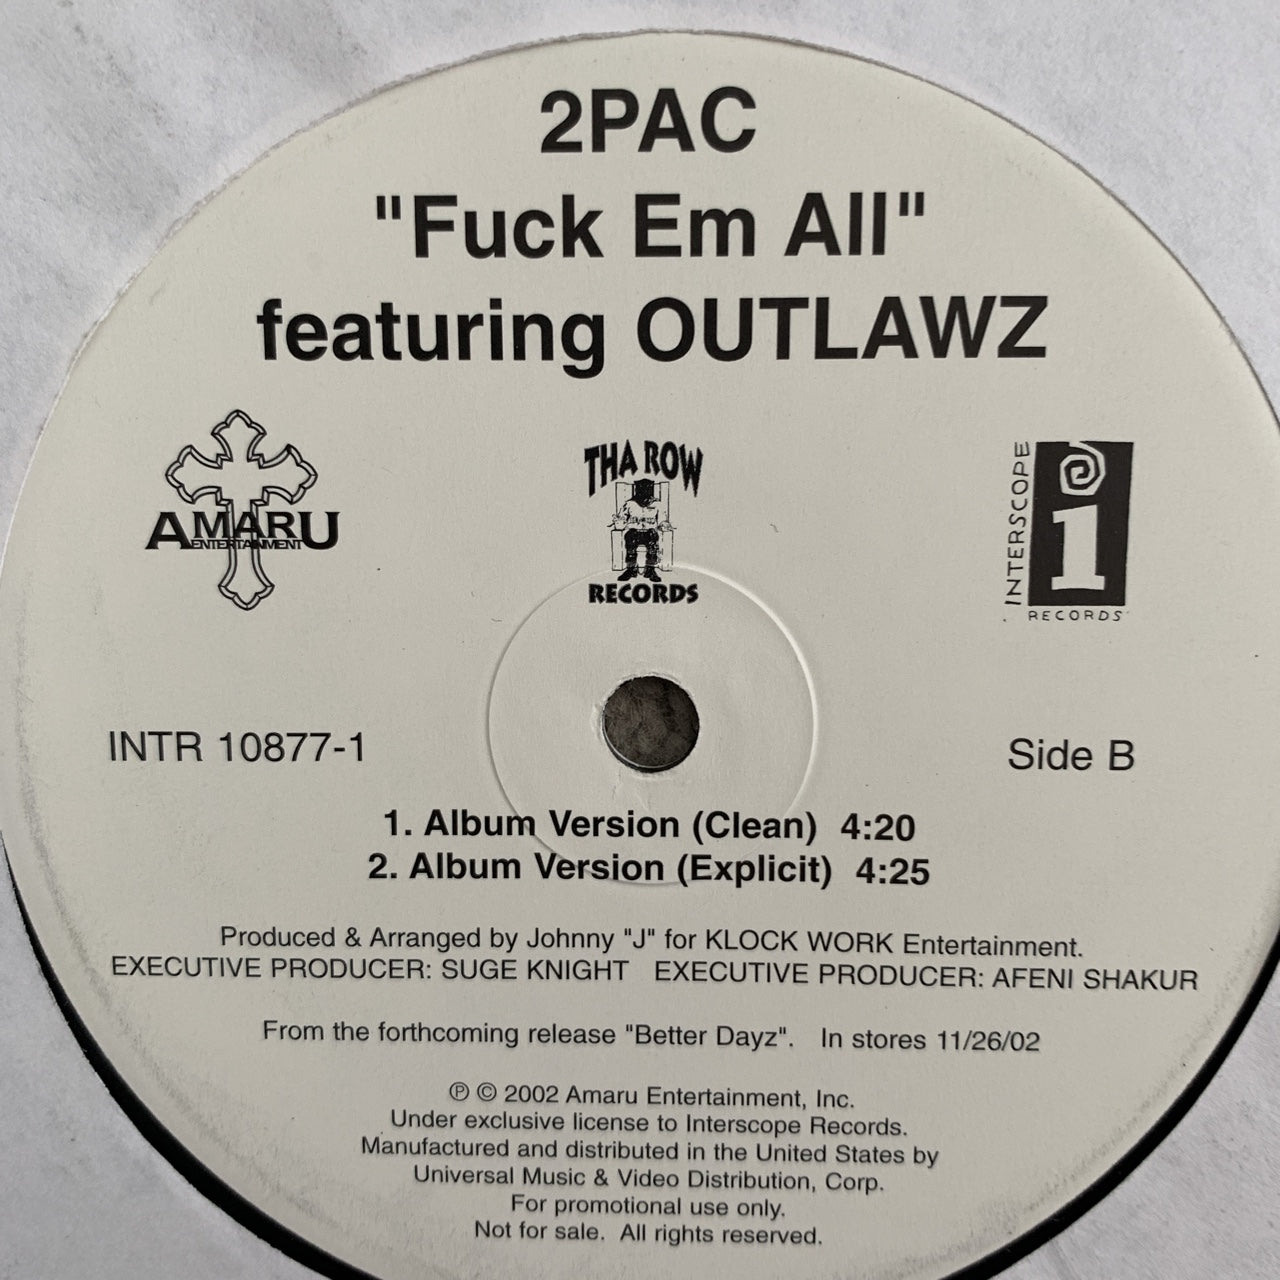 2PAC
"Fuck Em All"
featuring OUTLAWZ
AMARU
ENTERTAINMENT
THA ROW
RECORDS
INTERSCOPE
i
RECORDS
INTR 10877-1
Side B
1. Album Version (Clean) 4:20
2. Album Version (Explicit) 4:25
Produced & Arranged by Johnny "J" for KLOCK WORK Entertainment.
EXECUTIVE PRODUCER: SUGE KNIGHT EXECUTIVE PRODUCER: AFENI SHAKUR
From the forthcoming release "Better Dayz". In stores 11/26/02
℗ © 2002 Amaru Entertainment, Inc.
Under exclusive license to Interscope Records.
Manufactured and distributed in the United States by
Universal Music & Video Distribution, Corp.
For promotional use only.
Not for sale. All rights reserved.